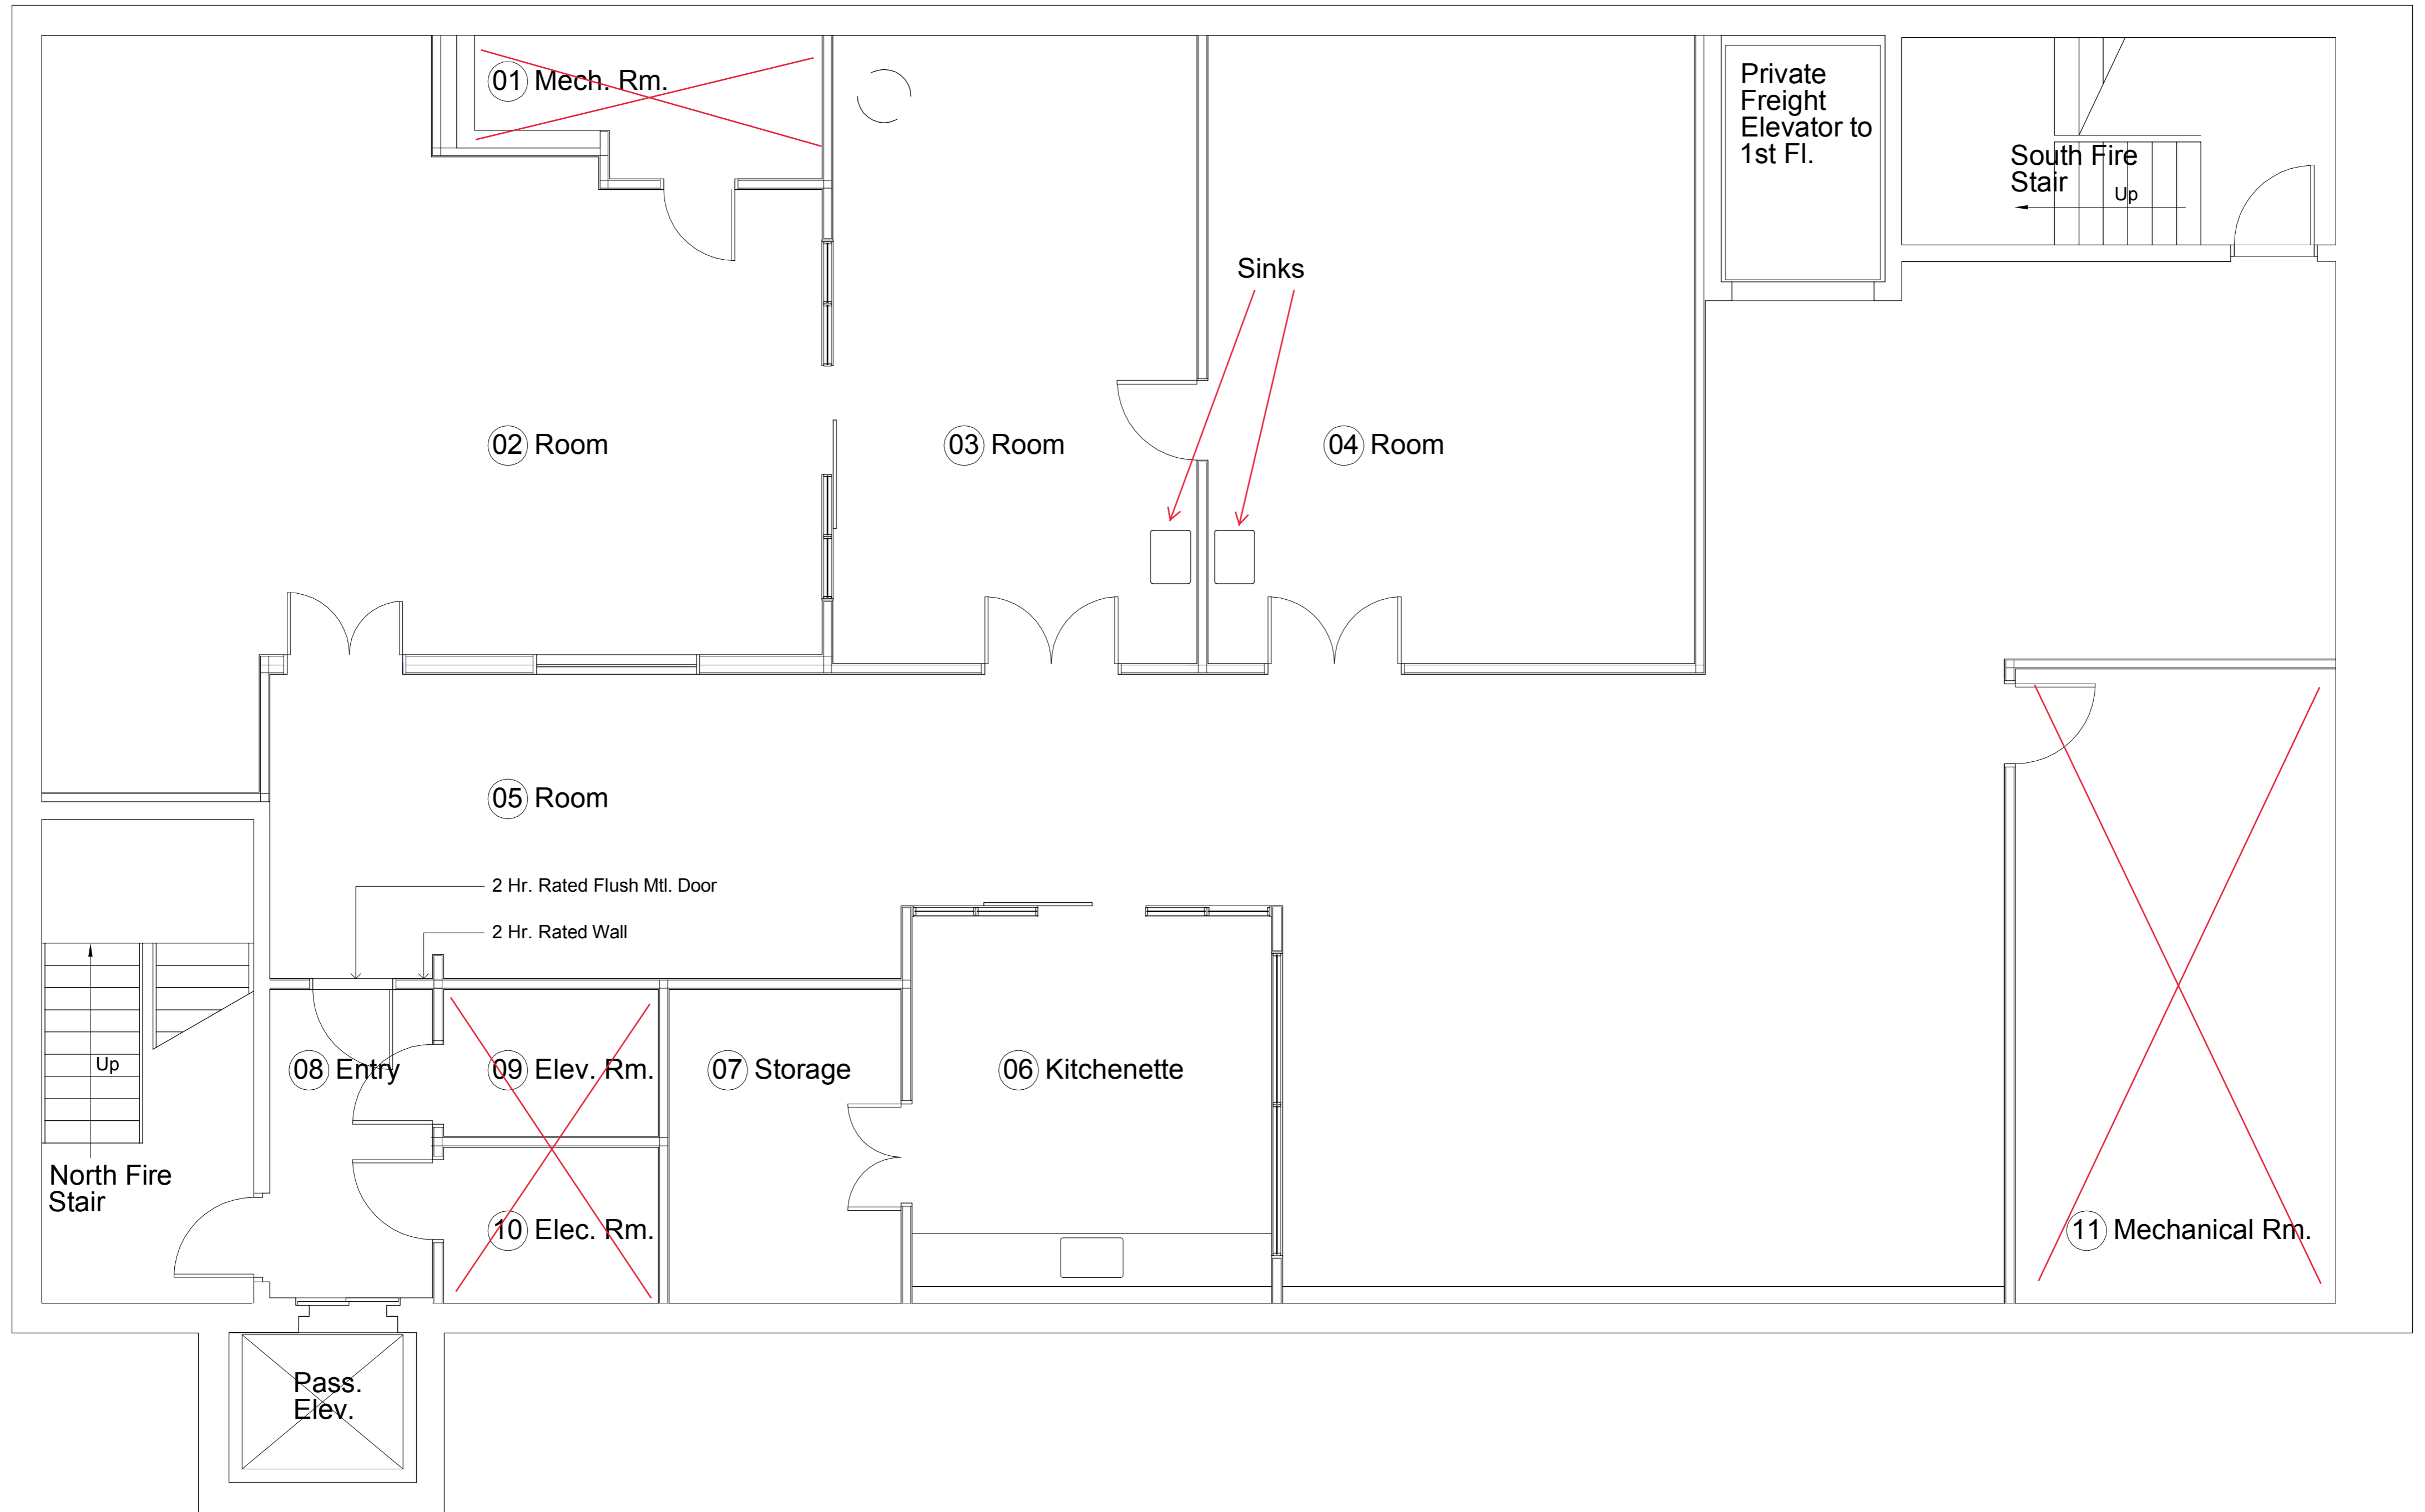 01 Mech. Rm.
Private
Freight
Elevator to
1st Fl.
South Fire
Stair
Up
Sinks
02 Room
03 Room
04 Room
05 Room
2 Hr. Rated Flush Mtl. Door
2 Hr. Rated Wall
08 Entry
09 Elev. Rm.
07 Storage
06 Kitchenette
Up
North Fire
Stair
10 Elec. Rm.
11 Mechanical Rm.
Pass.
Elev.